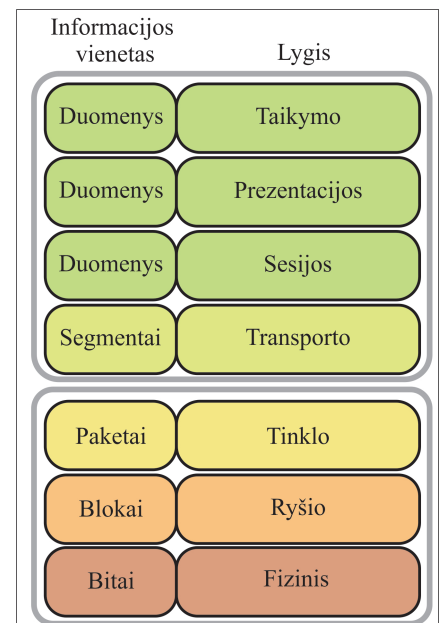 Informacijos
vienetas Lygis
Duomenys Taikymo
Duomenys Prezentacijos
Duomenys Sesijos
Segmentai Transporto
Paketai Tinklo
Blokai Ryšio
Bitai Fizinis